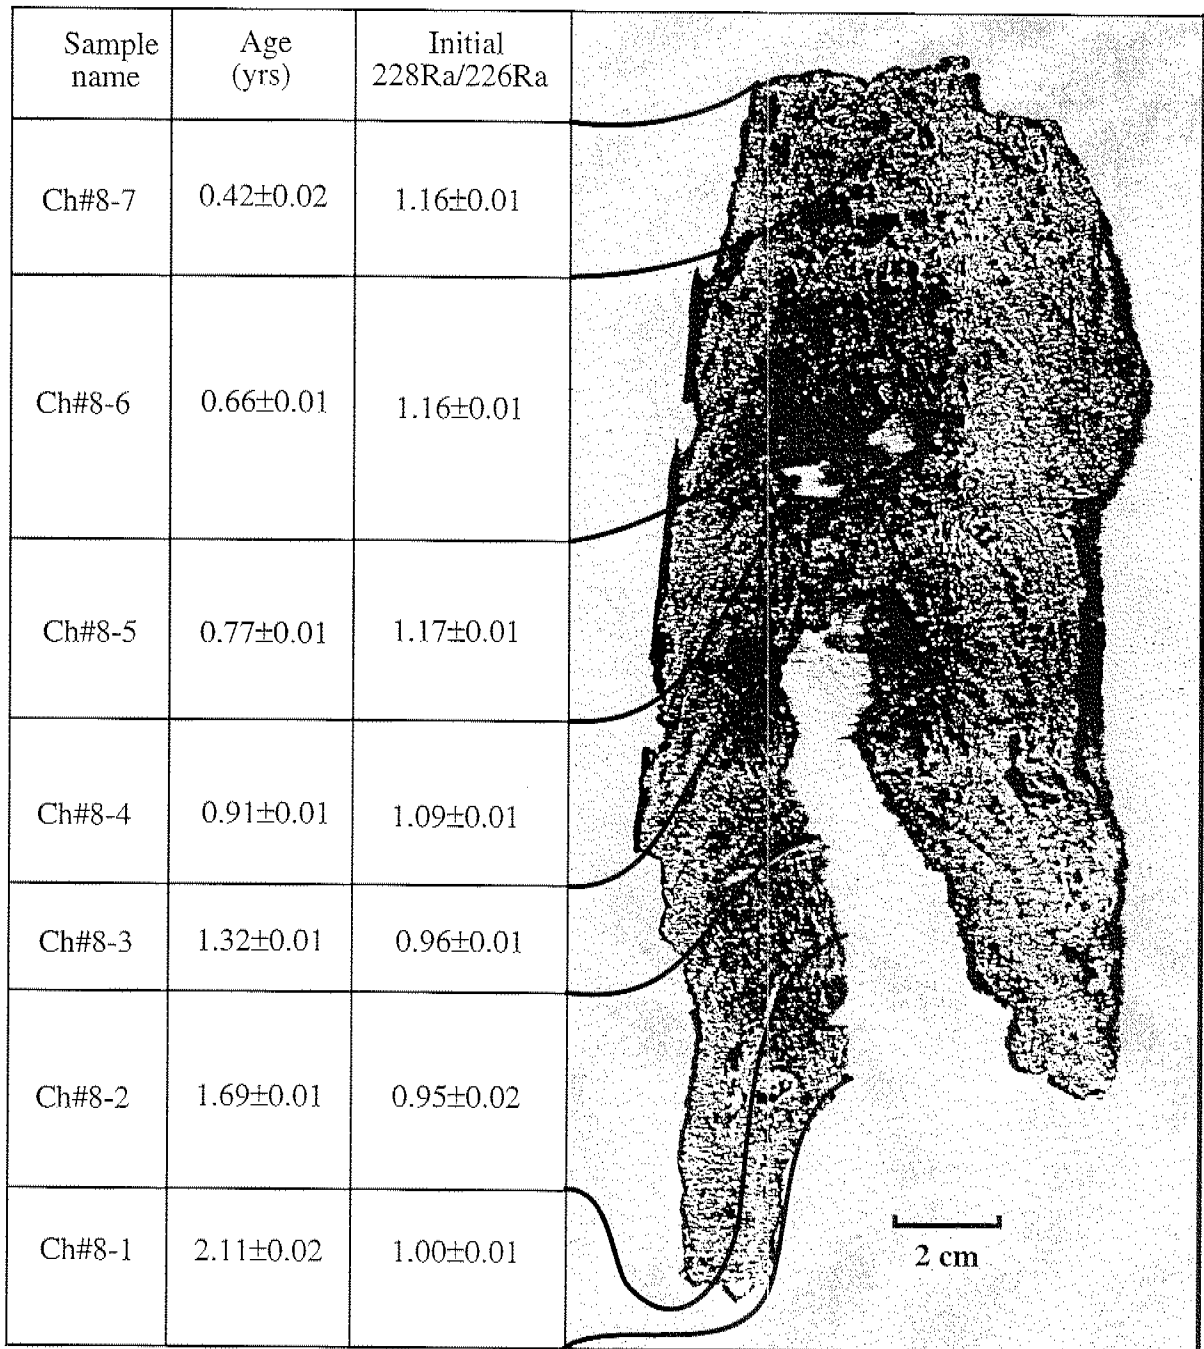 Sample name Age (yrs) Initial 228Ra/226Ra
Ch#8-7 0.42±0.02 1.16±0.01
Ch#8-6 0.66±0.01 1.16±0.01
Ch#8-5 0.77±0.01 1.17±0.01
Ch#8-4 0.91±0.01 1.09±0.01
Ch#8-3 1.32±0.01 0.96±0.01
Ch#8-2 1.69±0.01 0.95±0.02
Ch#8-1 2.11±0.02 1.00±0.01
2 cm